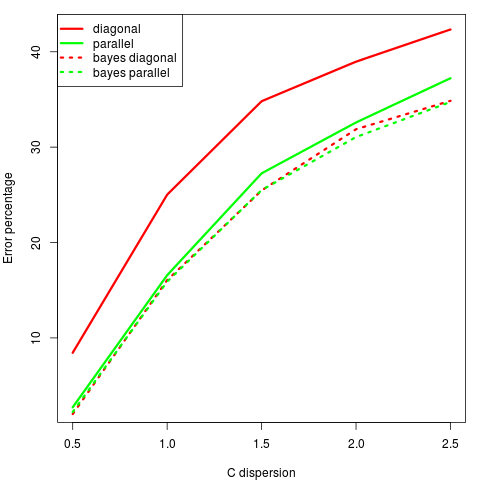 diagonal
parallel
bayes diagonal
bayes parallel
40
30
20
10
Error percentage
0.5 1.0 1.5 2.0 2.5
C dispersion